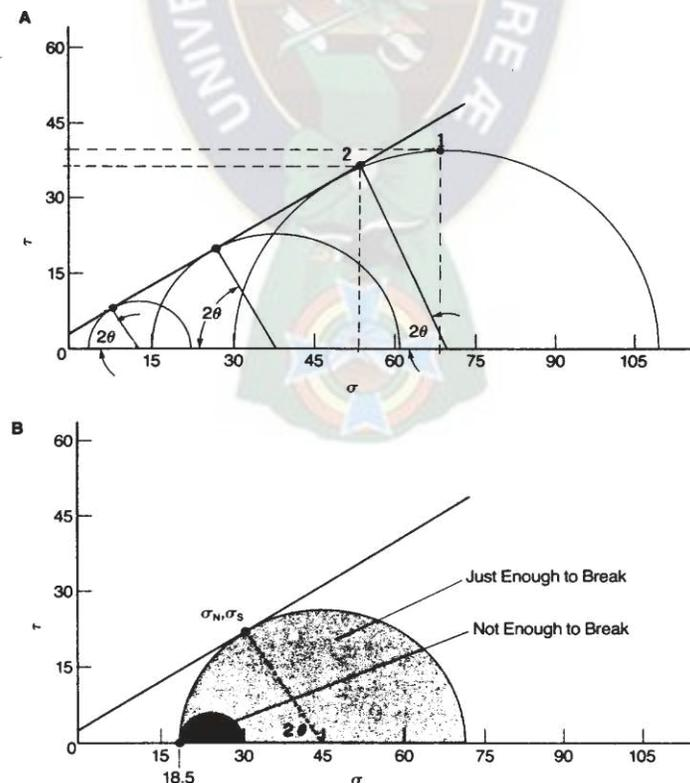 A
UNIV
REÆ
60
45
30
15
0
τ
2
1
2θ
2θ
2θ
15 30 45 60 75 90 105
σ
B
60
45
30
15
0
τ
σN,σS
Just Enough to Break
Not Enough to Break
2θ
15 30 45 60 75 90 105
18.5
σ